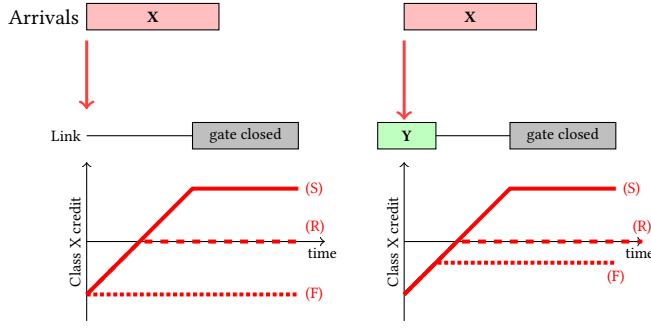 Arrivals
X
X
Link
gate closed
Y
gate closed
Class X credit
(S)
(R)
time
(F)
Class X credit
(S)
(R)
time
(F)